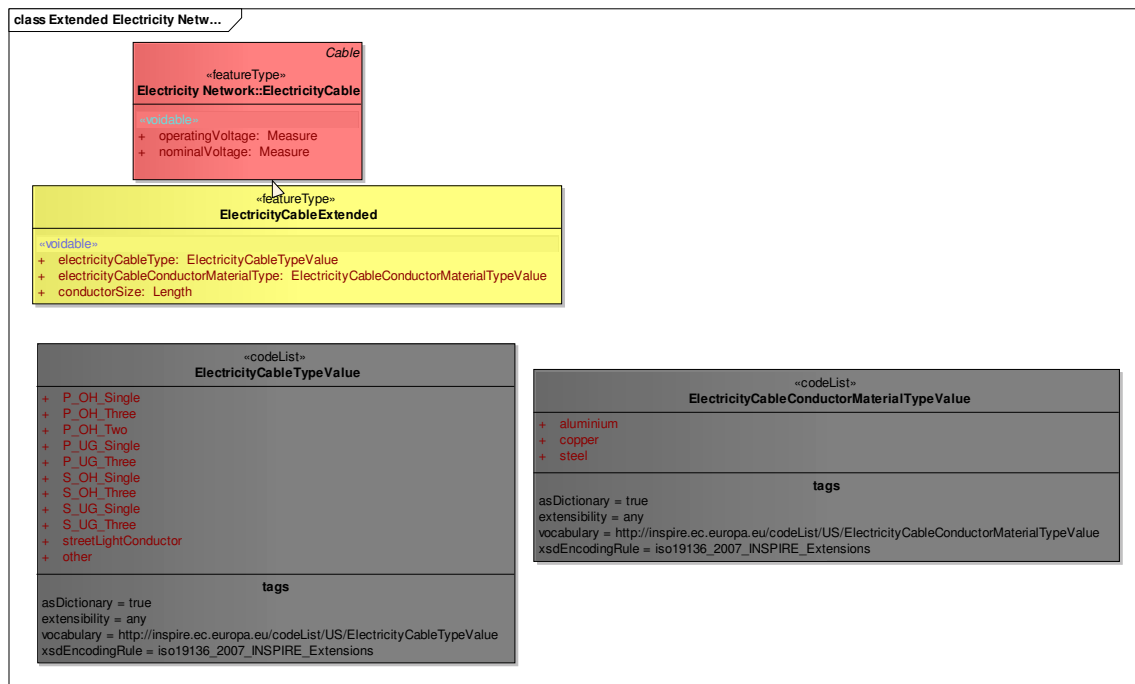 class Extended Electricity Netw...
Cable
«featureType»
Electricity Network::ElectricityCable
«voidable»
+ operatingVoltage: Measure
+ nominalVoltage: Measure
«featureType»
ElectricityCableExtended
«voidable»
+ electricityCableType: ElectricityCableTypeValue
+ electricityCableConductorMaterialType: ElectricityCableConductorMaterialTypeValue
+ conductorSize: Length
«codeList»
ElectricityCableTypeValue
+ P_OH_Single
+ P_OH_Three
+ P_OH_Two
+ P_UG_Single
+ P_UG_Three
+ S_OH_Single
+ S_OH_Three
+ S_UG_Single
+ S_UG_Three
+ streetLightConductor
+ other
tags
asDictionary = true
extensibility = any
vocabulary = http://inspire.ec.europa.eu/codeList/US/ElectricityCableTypeValue
xsdEncodingRule = iso19136_2007_INSPIRE_Extensions
«codeList»
ElectricityCableConductorMaterialTypeValue
+ aluminium
+ copper
+ steel
tags
asDictionary = true
extensibility = any
vocabulary = http://inspire.ec.europa.eu/codeList/US/ElectricityCableConductorMaterialTypeValue
xsdEncodingRule = iso19136_2007_INSPIRE_Extensions